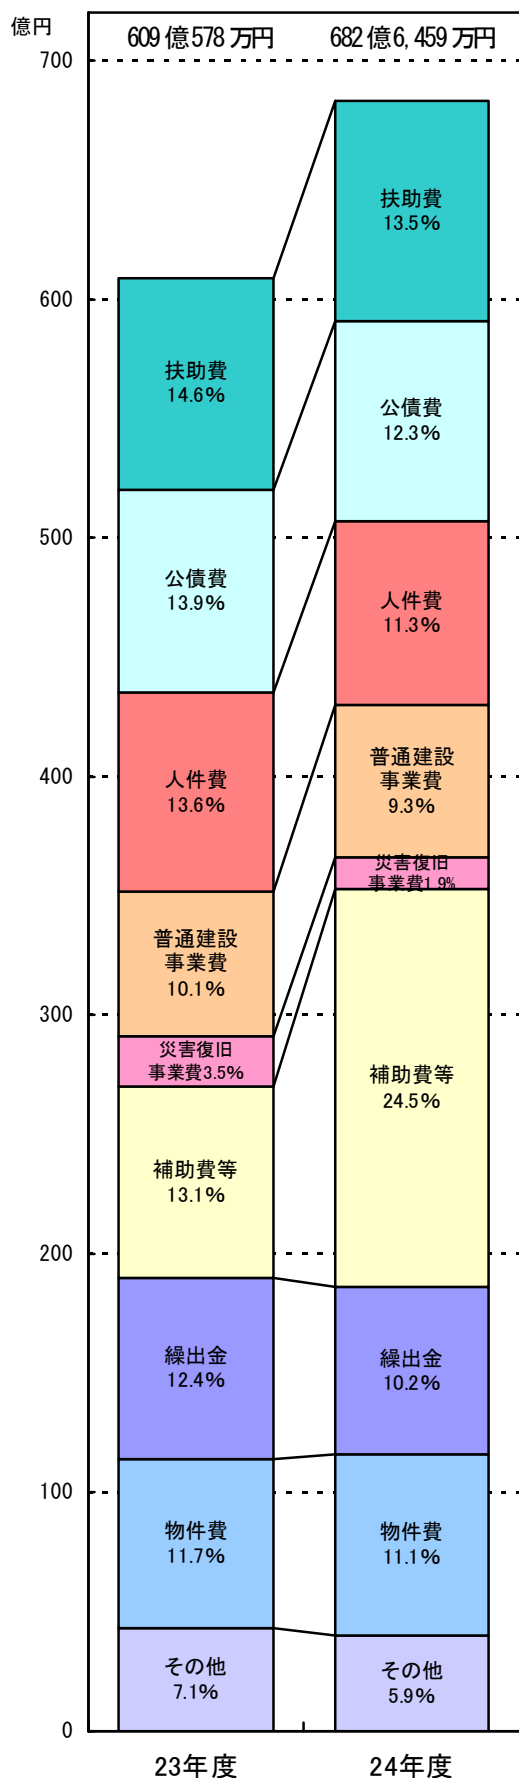 億円
609億578万円
682億6,459万円
700
600
500
400
300
200
100
0
扶助費
14.6%
公債費
13.9%
人件費
13.6%
普通建設
事業費
10.1%
災害復旧
事業費3.5%
補助費等
13.1%
繰出金
12.4%
物件費
11.7%
その他
7.1%
扶助費
13.5%
公債費
12.3%
人件費
11.3%
普通建設
事業費
9.3%
災害復旧
事業費1.9%
補助費等
24.5%
繰出金
10.2%
物件費
11.1%
その他
5.9%
23年度
24年度